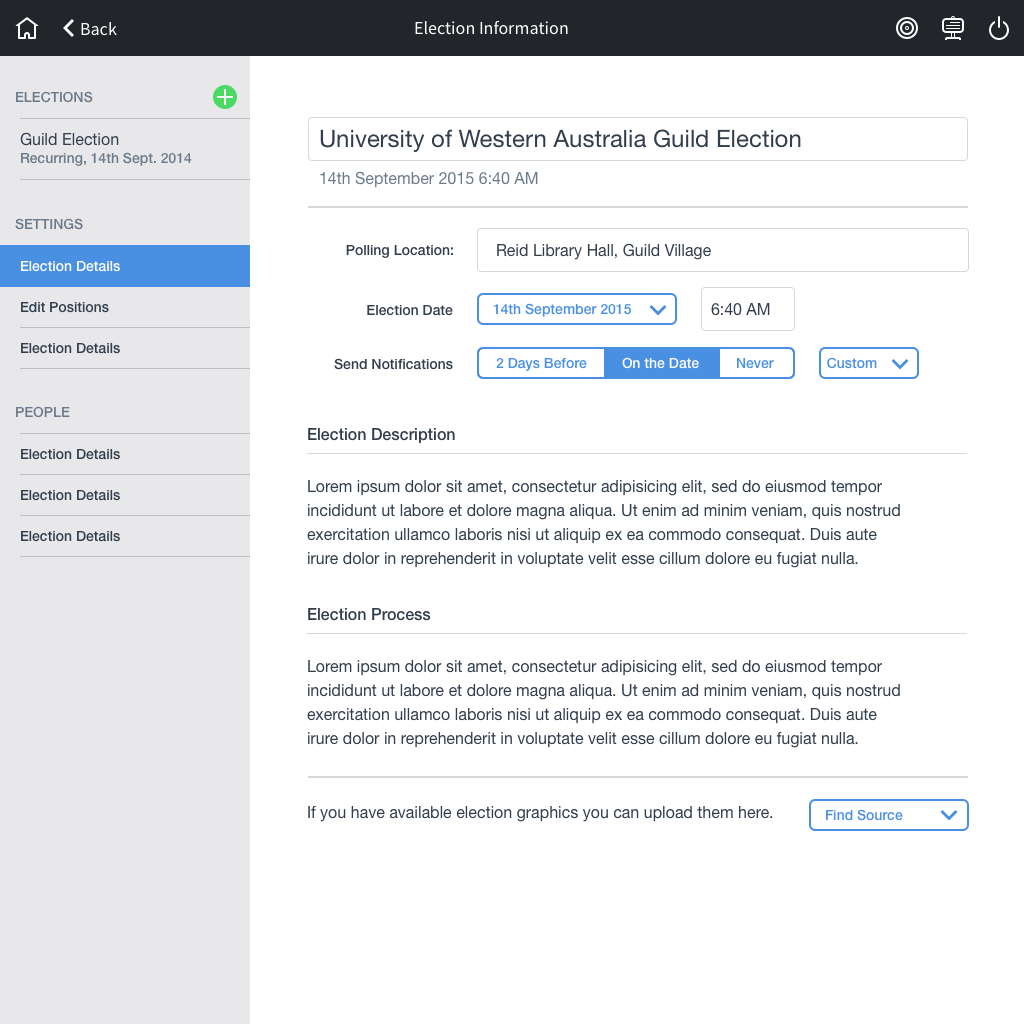 Back
Election Information
ELECTIONS
Guild Election
Recurring, 14th Sept. 2014
SETTINGS
Election Details
Edit Positions
Election Details
PEOPLE
Election Details
Election Details
Election Details
University of Western Australia Guild Election
14th September 2015 6:40 AM
Polling Location: Reid Library Hall, Guild Village
Election Date 14th September 2015 6:40 AM
Send Notifications 2 Days Before On the Date Never Custom
Election Description
Lorem ipsum dolor sit amet, consectetur adipisicing elit, sed do eiusmod tempor
incididunt ut labore et dolore magna aliqua. Ut enim ad minim veniam, quis nostrud
exercitation ullamco laboris nisi ut aliquip ex ea commodo consequat. Duis aute
irure dolor in reprehenderit in voluptate velit esse cillum dolore eu fugiat nulla.
Election Process
Lorem ipsum dolor sit amet, consectetur adipisicing elit, sed do eiusmod tempor
incididunt ut labore et dolore magna aliqua. Ut enim ad minim veniam, quis nostrud
exercitation ullamco laboris nisi ut aliquip ex ea commodo consequat. Duis aute
irure dolor in reprehenderit in voluptate velit esse cillum dolore eu fugiat nulla.
If you have available election graphics you can upload them here. Find Source